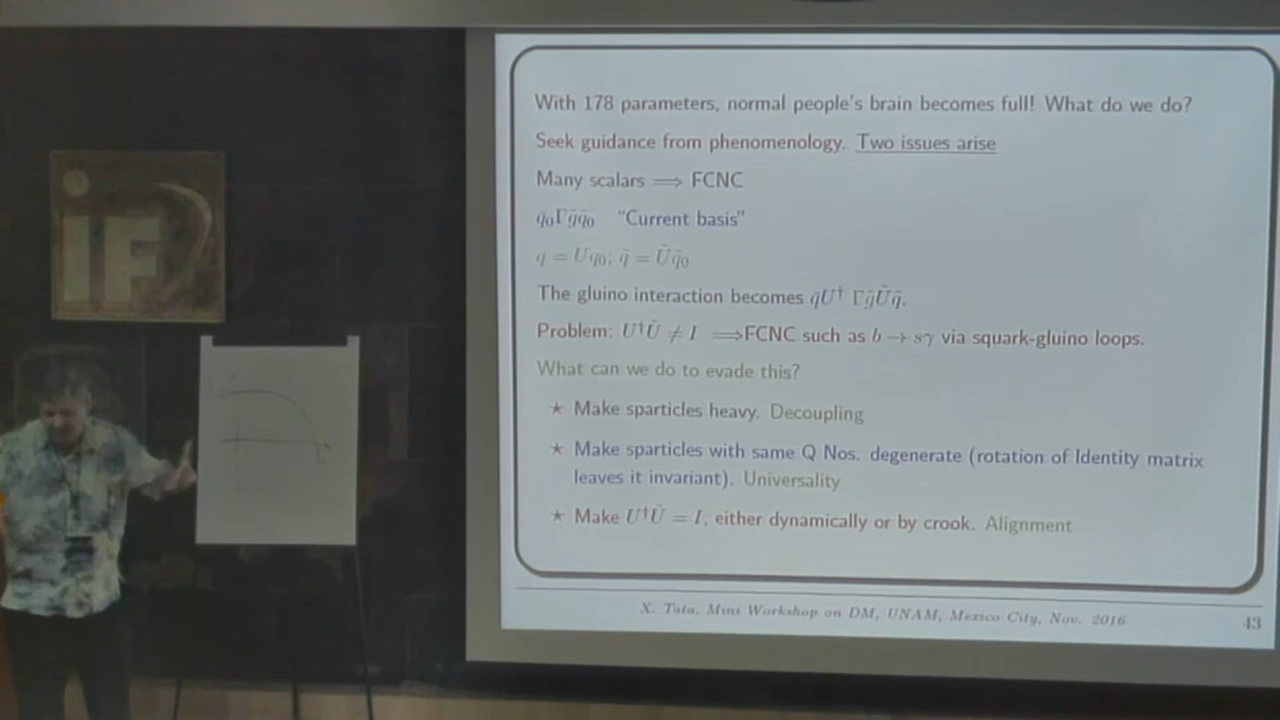 iF
With 178 parameters, normal people's brain becomes full! What do we do?
Seek guidance from phenomenology. Two issues arise
Many scalars ⟹ FCNC
q̄₀Γg̃q̃₀ "Current basis"
q = Uq₀; q̃ = Ũq̃₀
The gluino interaction becomes q̄U† Γg̃Ũq̃.
Problem: U†Ũ ≠ I ⟹FCNC such as b → sγ via squark-gluino loops.
What can we do to evade this?
★ Make sparticles heavy. Decoupling
★ Make sparticles with same Q Nos. degenerate (rotation of Identity matrix
leaves it invariant). Universality
★ Make U†Ũ = I, either dynamically or by crook. Alignment
X. Tata, Mini Workshop on DM, UNAM, Mexico City, Nov. 2016
43